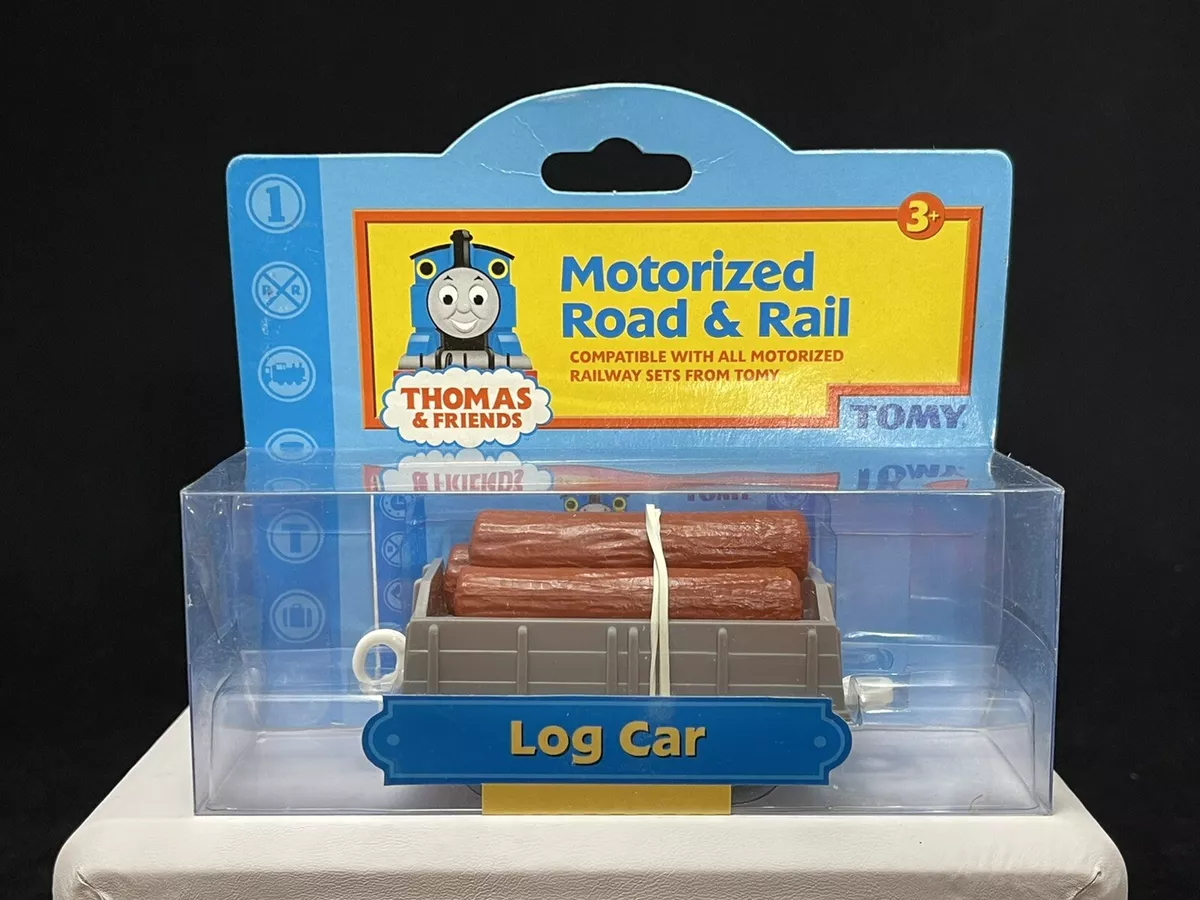 1
R R
3+
Motorized
Road & Rail
COMPATIBLE WITH ALL MOTORIZED
RAILWAY SETS FROM TOMY
THOMAS
& FRIENDS
TOMY
T
Log Car